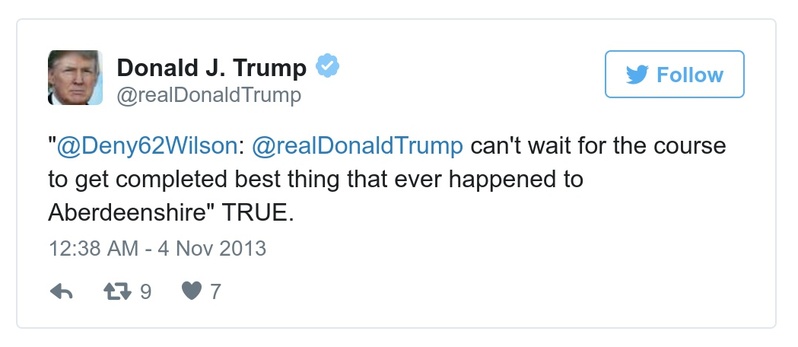 Donald J. Trump
@realDonaldTrump
Follow
"@Deny62Wilson: @realDonaldTrump can't wait for the course
to get completed best thing that ever happened to
Aberdeenshire" TRUE.
12:38 AM - 4 Nov 2013
9 7